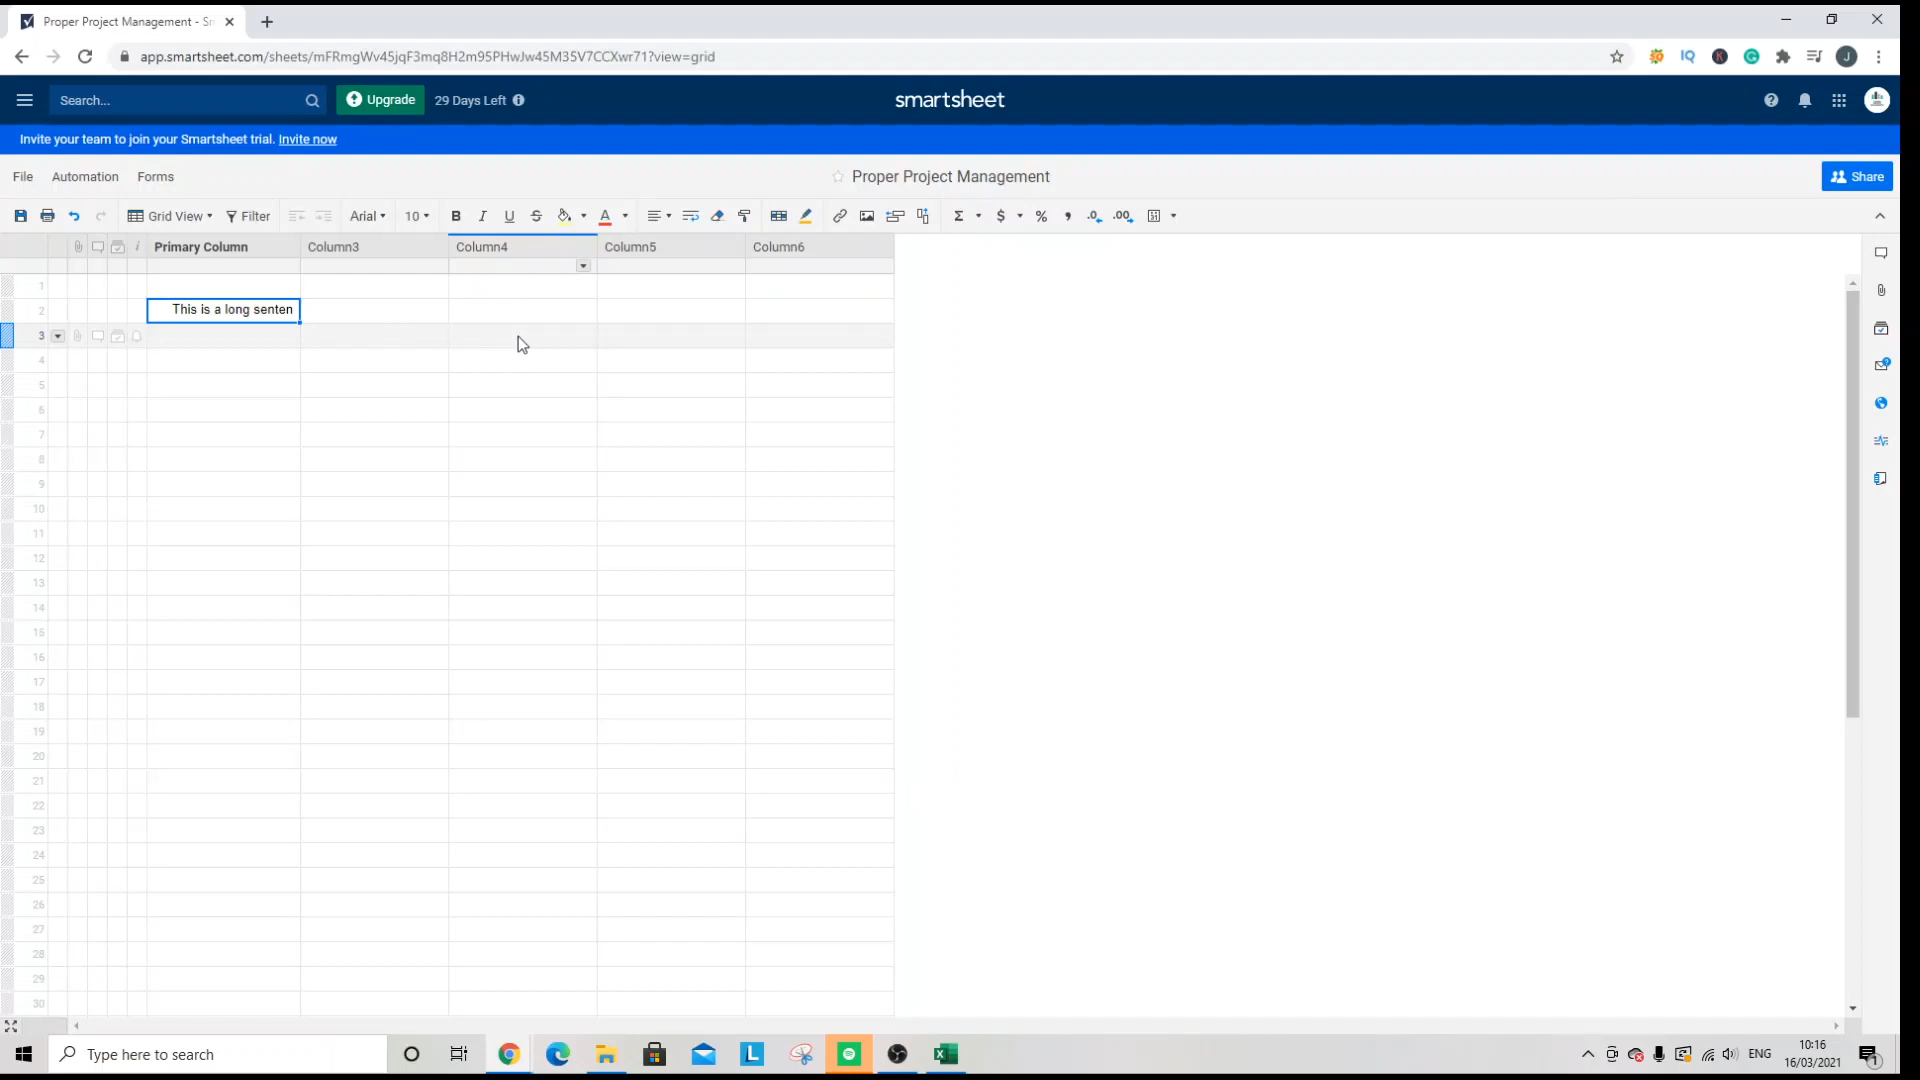 Proper Project Management - Sm
app.smartsheet.com/sheets/mFRmgWv45jqF3mq8H2m95PHwJw45M35V7CCXwr71?view=grid
Search...
Upgrade
29 Days Left
smartsheet
Invite your team to join your Smartsheet trial. Invite now
File
Automation
Forms
Proper Project Management
Share
Grid View
Filter
Arial
10
B
I
U
S
A
Σ
$
%
.0
.00
Primary Column
Column3
Column4
Column5
Column6
1
2
This is a long senten
3
4
5
6
7
8
9
10
11
12
13
14
15
16
17
18
19
20
21
22
23
24
25
26
27
28
29
30
Type here to search
ENG
10:16
16/03/2021